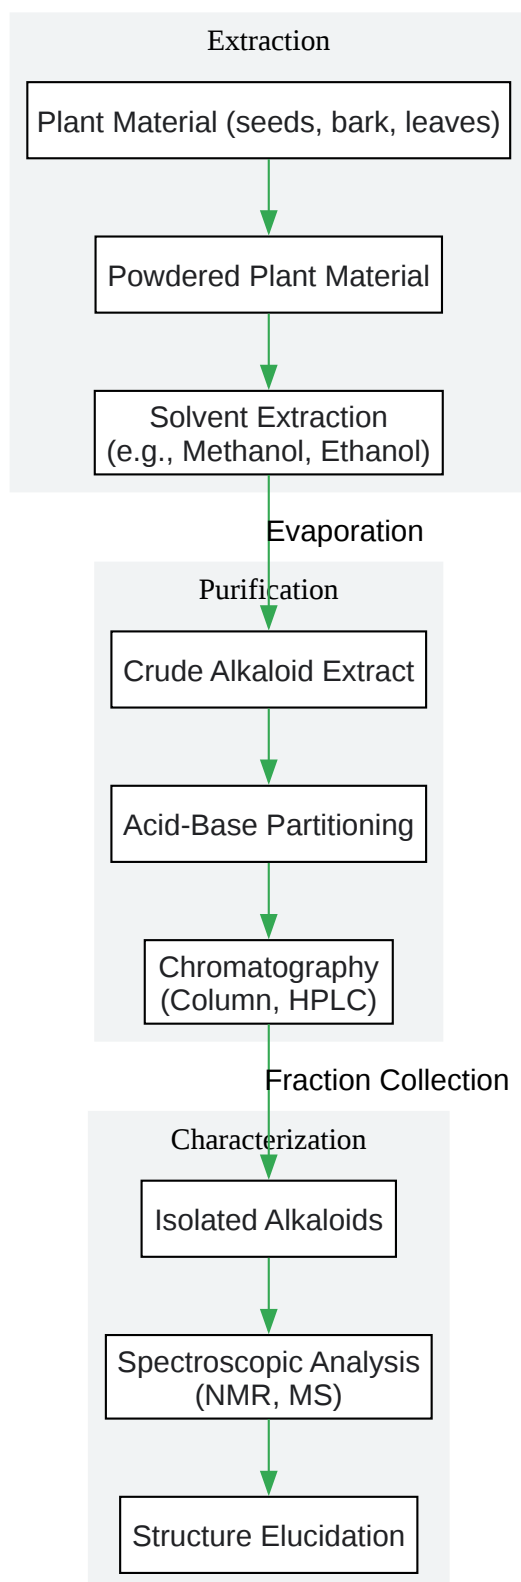 Extraction
Plant Material (seeds, bark, leaves)
Powdered Plant Material
Solvent Extraction
(e.g., Methanol, Ethanol)
Evaporation
Purification
Crude Alkaloid Extract
Acid-Base Partitioning
Chromatography
(Column, HPLC)
Fraction Collection
Characterization
Isolated Alkaloids
Spectroscopic Analysis
(NMR, MS)
Structure Elucidation